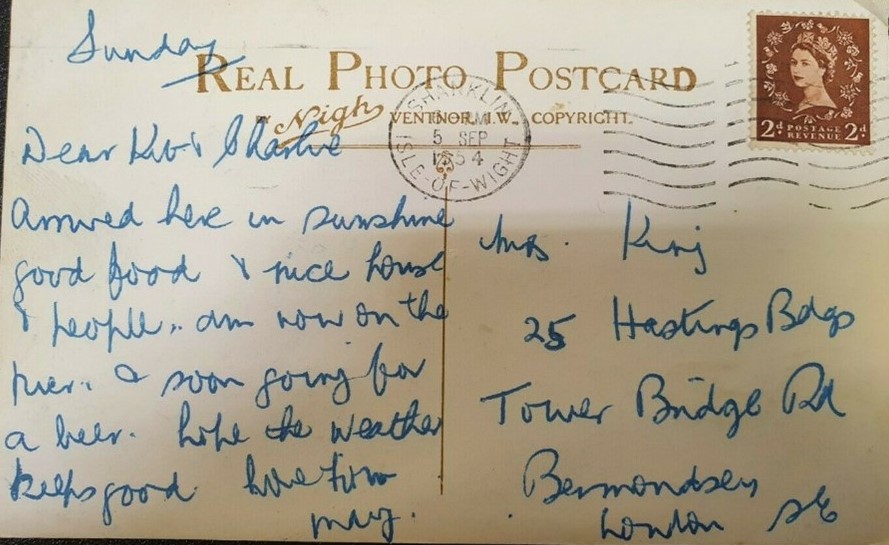 Sunday
REAL PHOTO POSTCARD
Nigh VENTNOR, I.W., COPYRIGHT.
SHANKLIN
5 SEP
1954
ISLE-OF-WIGHT
2d POSTAGE REVENUE 2d
Dear & Charlie
Arrived here in sunshine
good food & nice house
& people.. am now on the
pier. & soon going for
a beer. hope the weather
keeps good. love from
may.
Mrs. King
25 Hastings Bdgs
Tower Bridge Rd
Bermondsey
London SE